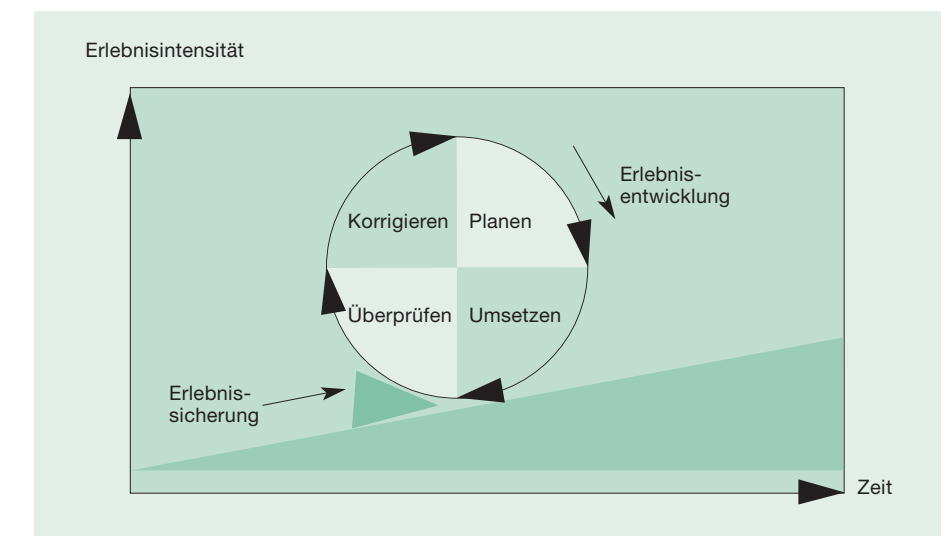 Erlebnisintensität
Erlebnis-
entwicklung
Korrigieren
Planen
Überprüfen
Umsetzen
Erlebnis-
sicherung
Zeit